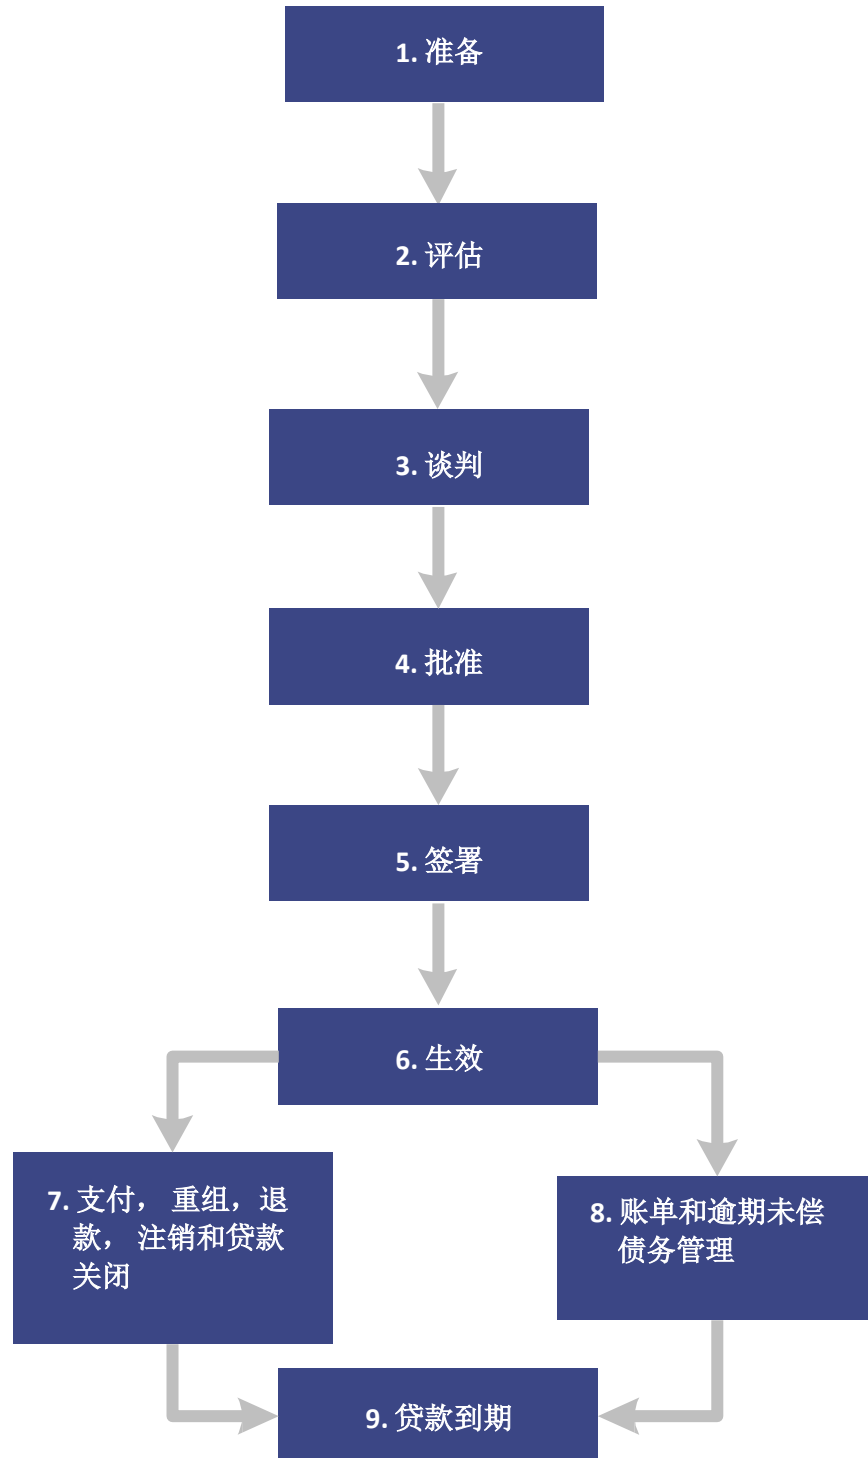 1. 准备
2. 评估
3. 谈判
4. 批准
5. 签署
6. 生效
7. 支付， 重组，退
款， 注销和贷款
关闭
8. 账单和逾期未偿
债务管理
9. 贷款到期